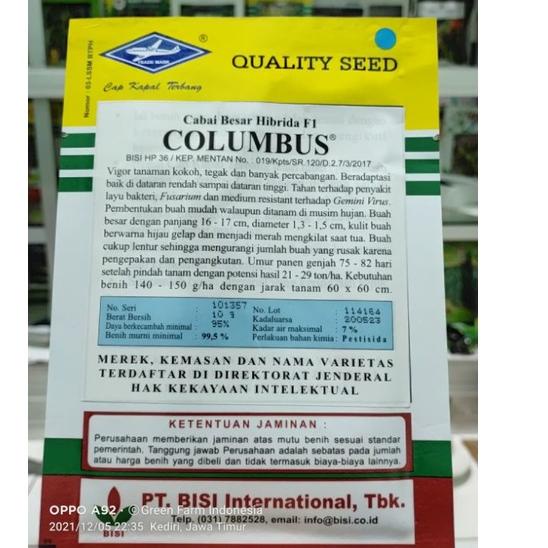 Nomor : 03-LSSM BTPH
TRADE MARK
®
Cap Kapal Terbang
QUALITY SEED
Cabai Besar Hibrida F1
COLUMBUS®
BISI HP 36 / KEP. MENTAN No. : 019/Kpts/SR.120/D.2.7/3/2017
Vigor tanaman kokoh, tegak dan banyak percabangan. Beradaptasi
baik di dataran rendah sampai dataran tinggi. Tahan terhadap penyakit
layu bakteri, Fusarium dan medium resistant terhadap Gemini Virus.
Pembentukan buah mudah walaupun ditanam di musim hujan. Buah
besar dengan panjang 16 - 17 cm, diameter 1,3 - 1,5 cm, kulit buah
berwarna hijau gelap dan menjadi merah mengkilat saat tua. Buah
cukup lentur sehingga mengurangi jumlah buah yang rusak karena
pengepakan dan pengangkutan. Umur panen genjah 75 - 82 hari
setelah pindah tanam dengan potensi hasil 21 - 29 ton/ha. Kebutuhan
benih 140 - 150 g/ha dengan jarak tanam 60 x 60 cm.
No. Seri : 101357 No. Lot : 114164
Berat Bersih : 10 g Kadaluarsa : 200523
Daya berkecambah minimal : 95% Kadar air maksimal : 7 %
Benih murni minimal : 99,5 % Perlakuan bahan kimia : Pestisida
MEREK, KEMASAN DAN NAMA VARIETAS
TERDAFTAR DI DIREKTORAT JENDERAL
HAK KEKAYAAN INTELEKTUAL
KETENTUAN JAMINAN :
Perusahaan memberikan jaminan atas mutu benih sesuai standar
pemerintah. Tanggung jawab Perusahaan adalah sebatas pada jumlah
atau harga benih yang dibeli dan tidak termasuk biaya-biaya lainnya.
BISI
PT. BISI International, Tbk.
Telp. (031) 7882528, email: info@bisi.co.id
OPPO A92 · ©Green Farm Indonesia
2021/12/05 22:35 Kediri, Jawa Timur